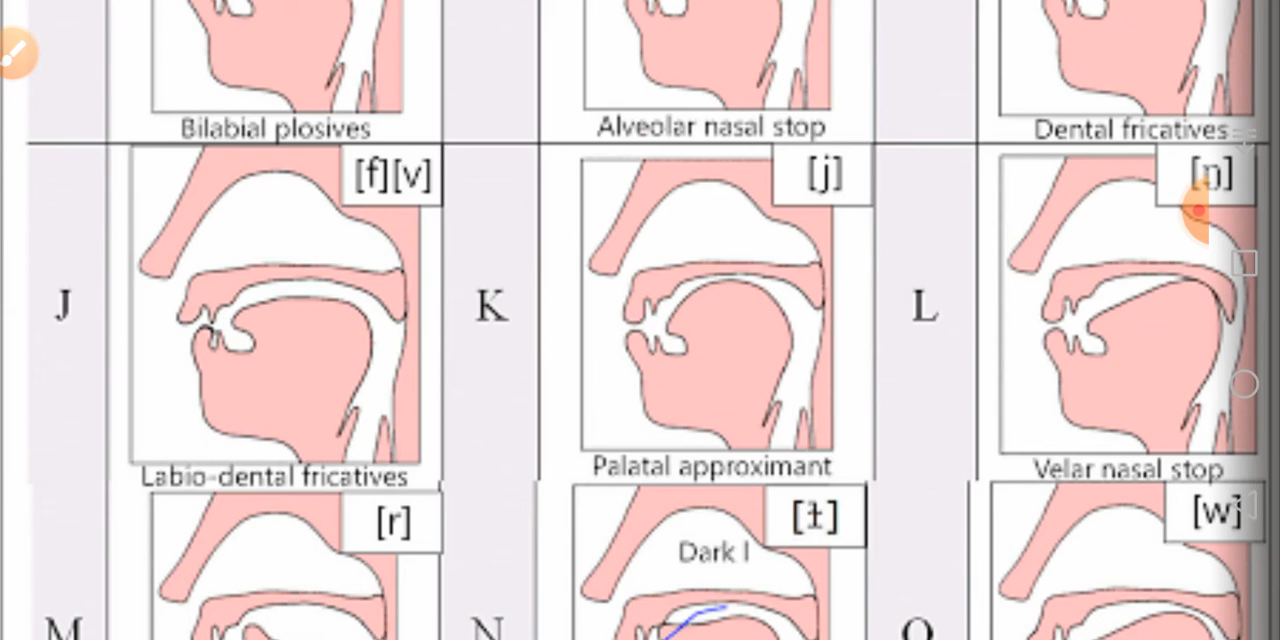 Bilabial plosives
Alveolar nasal stop
Dental fricatives
J
[f][v]
Labio-dental fricatives
K
[j]
Palatal approximant
L
[ŋ]
Velar nasal stop
M
[r]
N
[ɫ]
Dark l
O
[w]